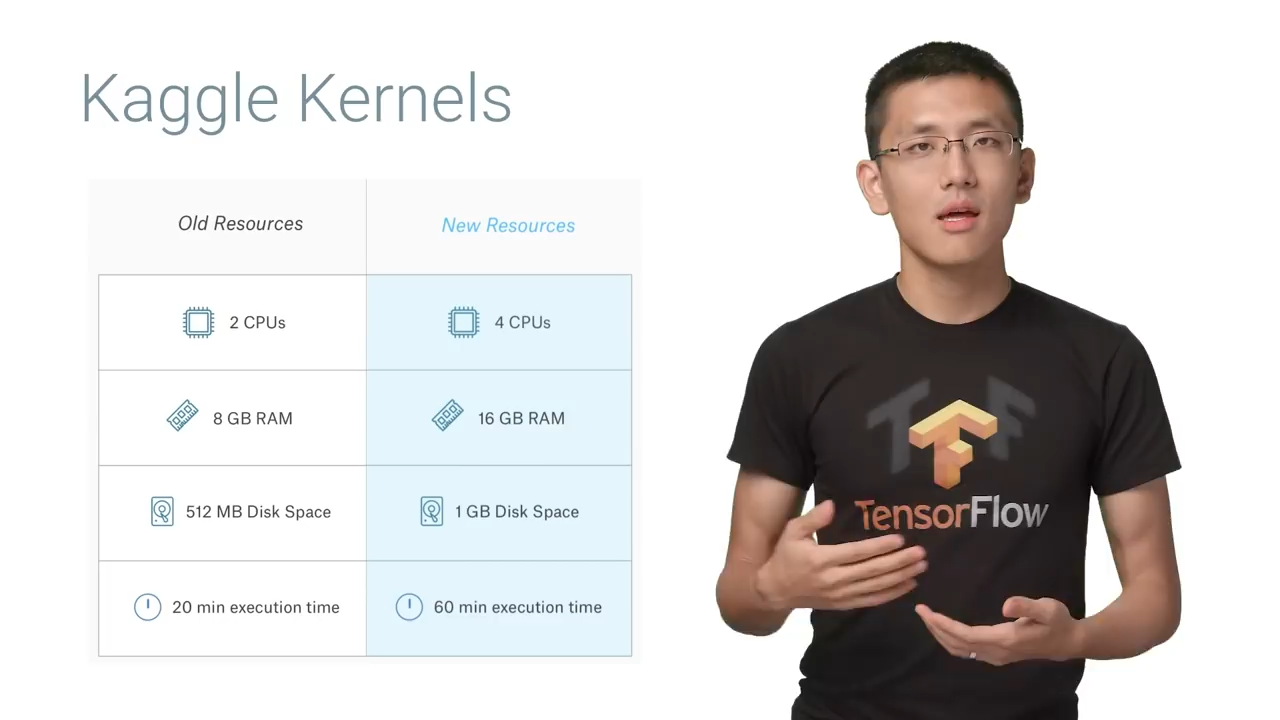 Kaggle Kernels
Old Resources
New Resources
2 CPUs
4 CPUs
8 GB RAM
16 GB RAM
512 MB Disk Space
1 GB Disk Space
20 min execution time
60 min execution time
T F
TF
TensorFlow